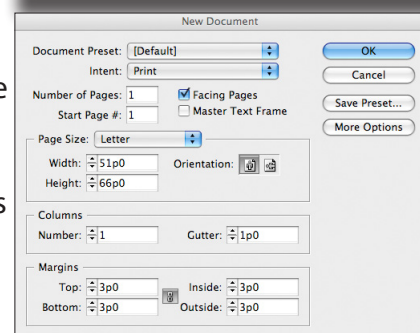 New Document
Document Preset: [Default]
Intent: Print
Number of Pages: 1 Facing Pages
Start Page #: 1 Master Text Frame
Page Size: Letter
Width: 51p0 Orientation:
Height: 66p0
Columns
Number: 1 Gutter: 1p0
Margins
Top: 3p0 Inside: 3p0
Bottom: 3p0 Outside: 3p0
OK
Cancel
Save Preset...
More Options
e
s